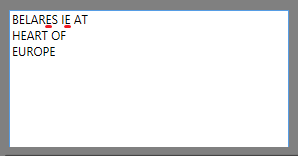 BELARES IE AT
HEART OF
EUROPE